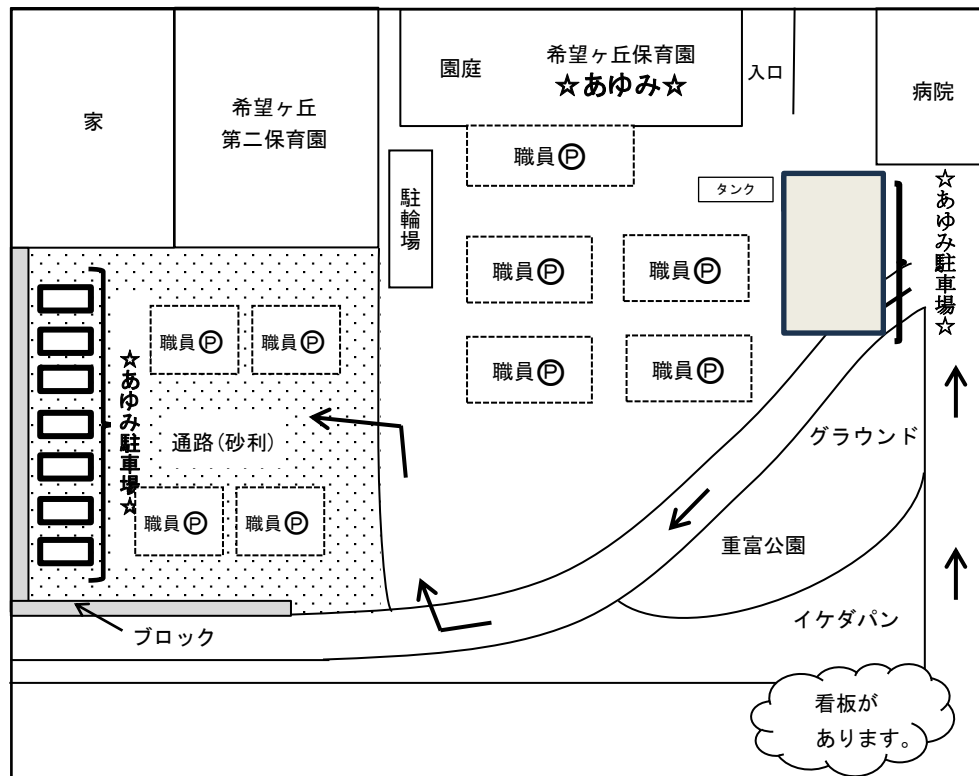 家
希望ヶ丘
第二保育園
園庭
希望ヶ丘保育園
☆あゆみ☆
入口
病院
職員Ⓟ
タンク
駐輪場
☆あゆみ駐車場☆
職員Ⓟ
職員Ⓟ
職員Ⓟ
職員Ⓟ
☆あゆみ駐車場☆
職員Ⓟ
職員Ⓟ
通路(砂利)
職員Ⓟ
職員Ⓟ
グラウンド
重富公園
イケダパン
ブロック
看板が
あります。